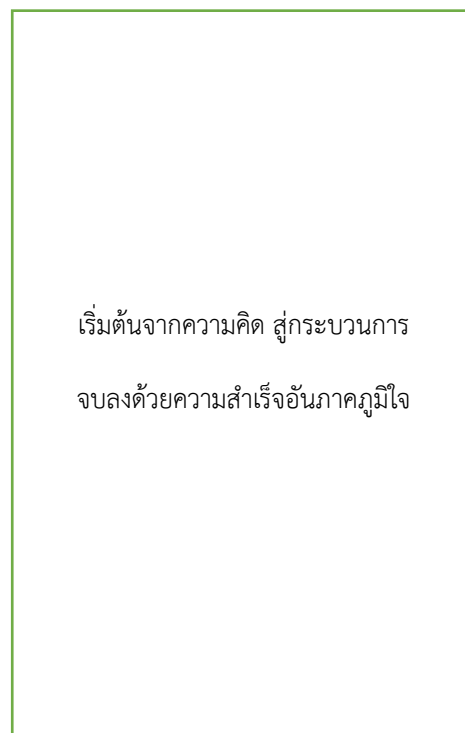 เริ่มต้นจากความคิด สู่กระบวนการ
จบลงด้วยความสำเร็จอันภาคภูมิใจ